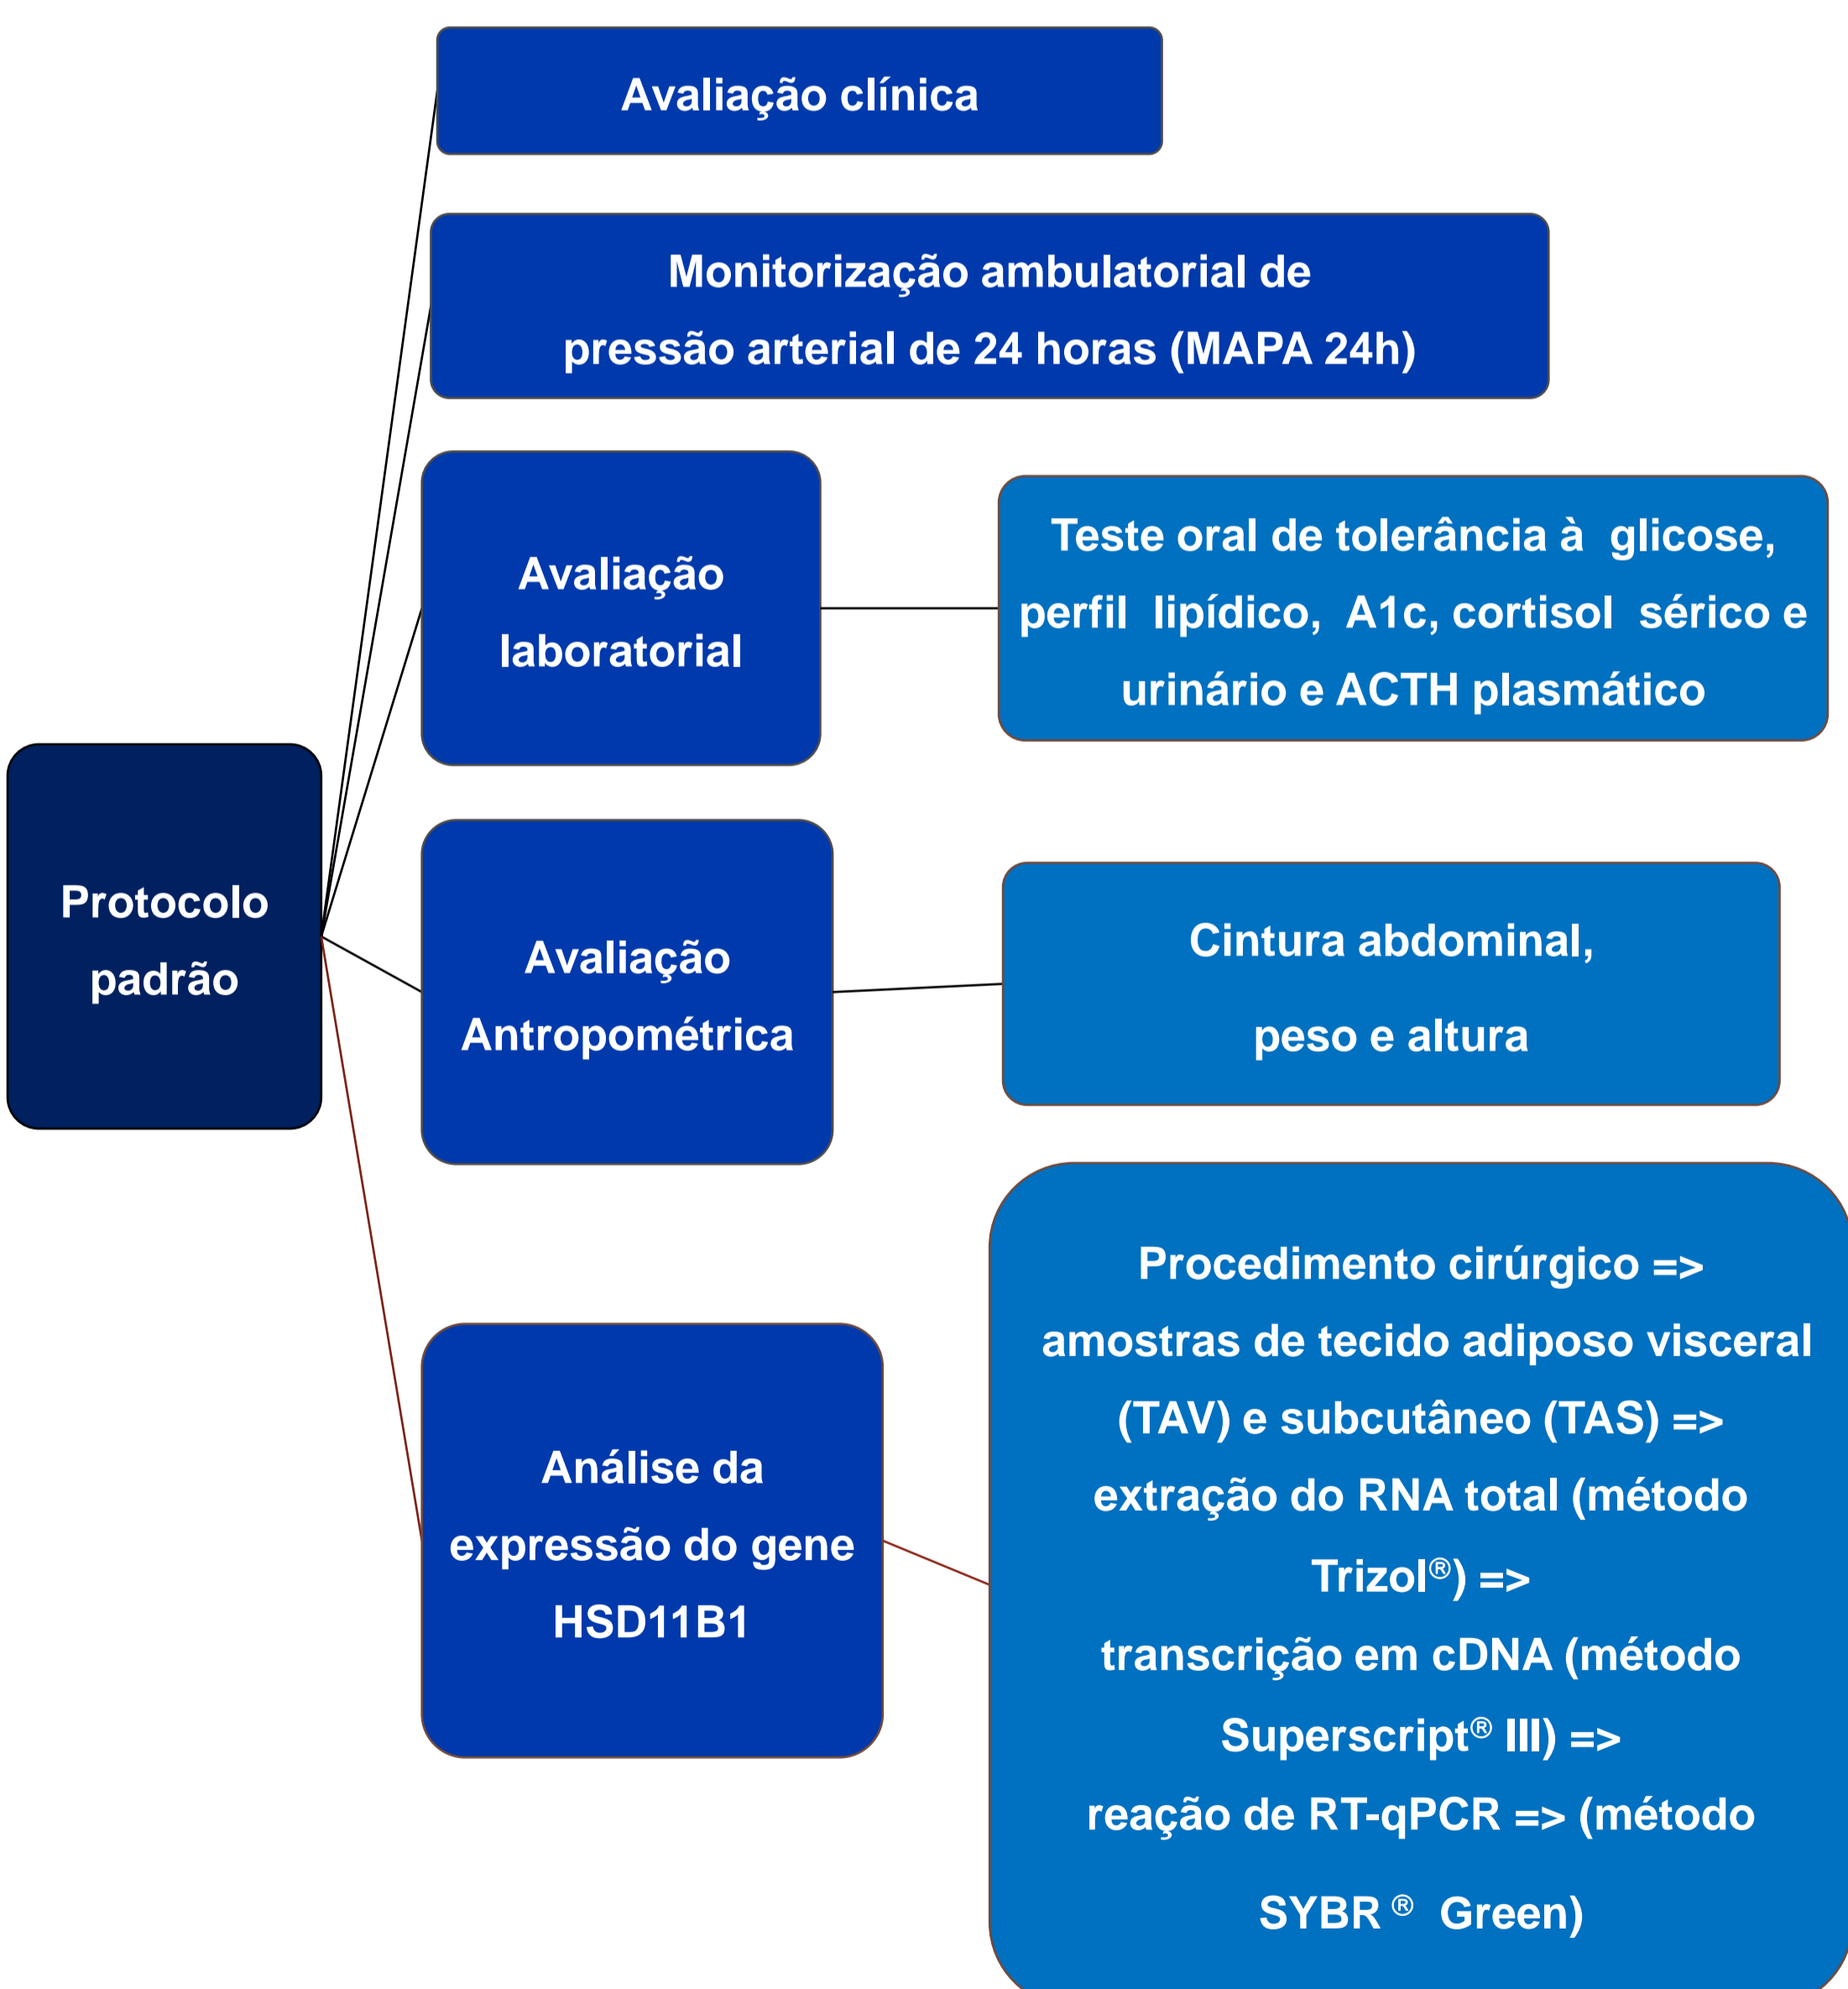 Avaliação clínica
Monitorização ambulatorial de
pressão arterial de 24 horas (MAPA 24h)
Avaliação
laboratorial
Teste oral de tolerância à glicose,
perfil lipídico, A1c, cortisol sérico e
urinário e ACTH plasmático
Protocolo
padrão
Avaliação
Antropométrica
Cintura abdominal,
peso e altura
Análise da
expressão do gene
HSD11B1
Procedimento cirúrgico =>
amostras de tecido adiposo visceral
(TAV) e subcutâneo (TAS) =>
extração do RNA total (método
Trizol®) =>
transcrição em cDNA (método
Superscript® III) =>
reação de RT-qPCR => (método
SYBR ® Green)